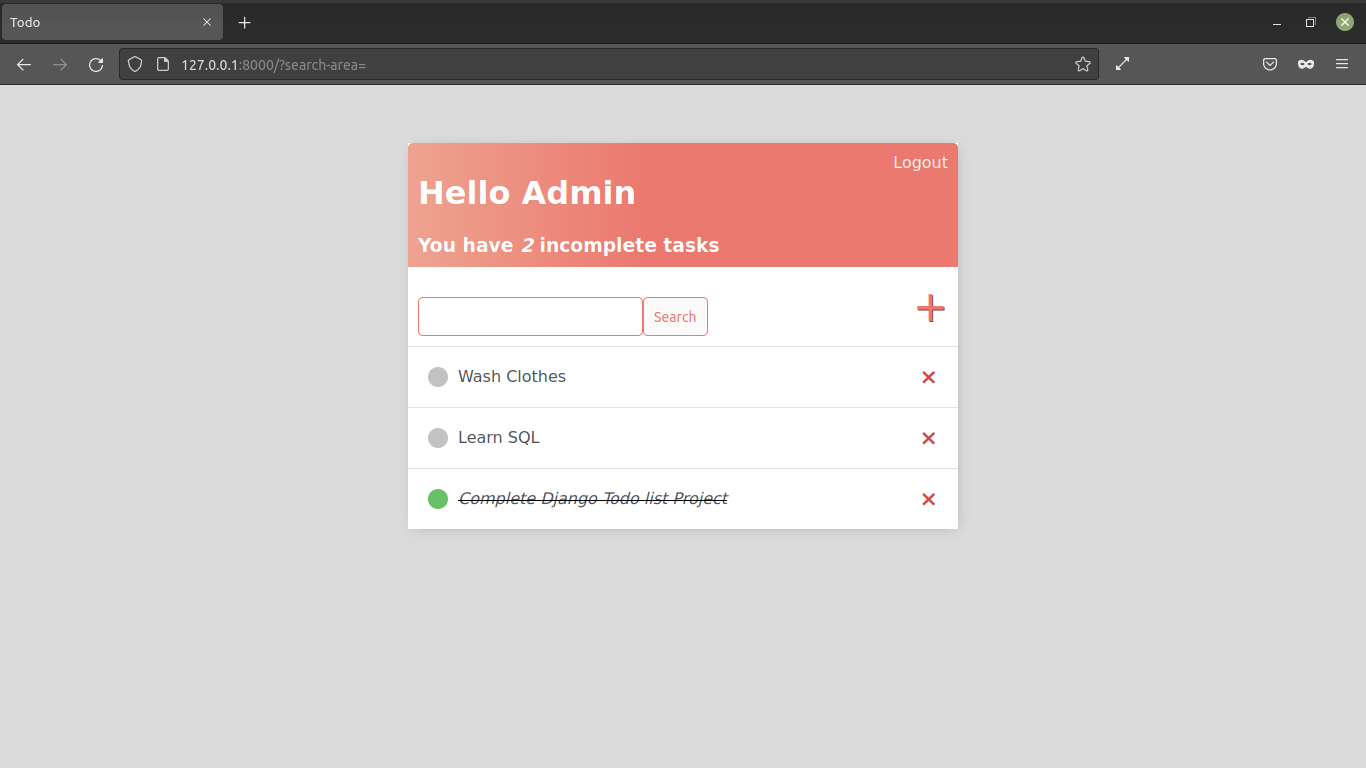 Todo
127.0.0.1:8000/?search-area=
Logout
Hello Admin
You have 2 incomplete tasks
Search
Wash Clothes
Learn SQL
Complete Django Todo list Project